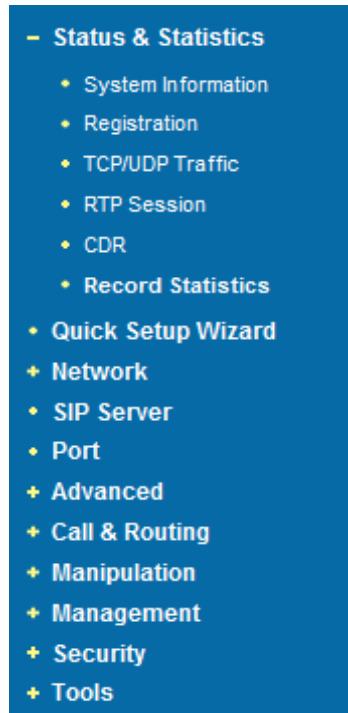 Status & Statistics
System Information
Registration
TCP/UDP Traffic
RTP Session
CDR
Record Statistics
Quick Setup Wizard
Network
SIP Server
Port
Advanced
Call & Routing
Manipulation
Management
Security
Tools